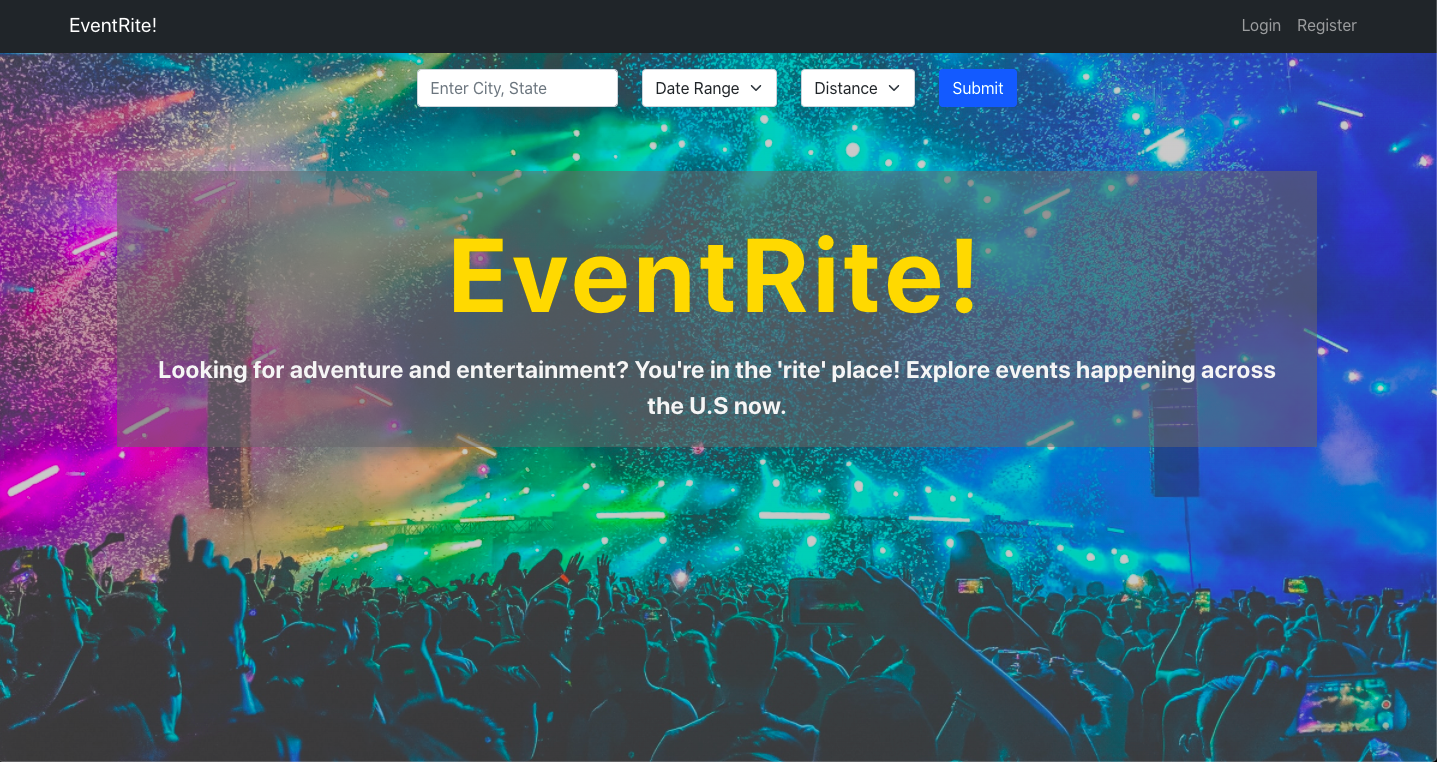 EventRite!
Login Register
Enter City, State Date Range Distance Submit
EventRite!
Looking for adventure and entertainment? You're in the 'rite' place! Explore events happening across
the U.S now.